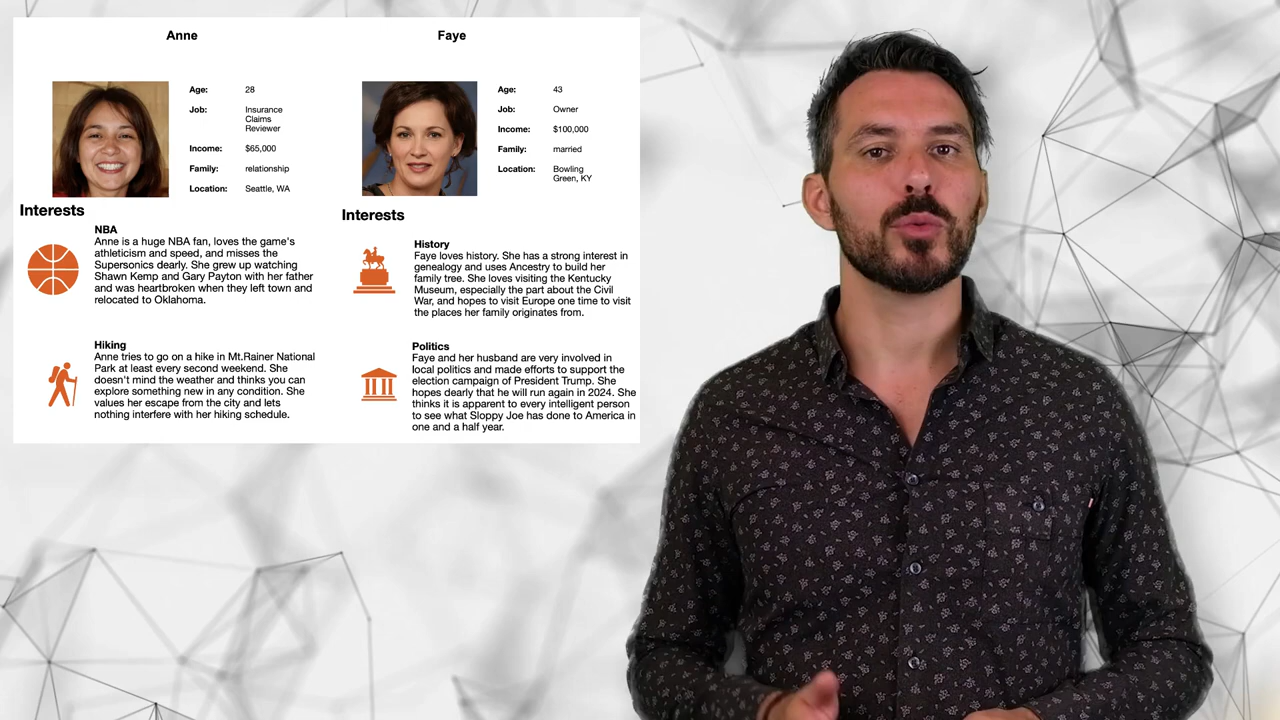 Anne
Age: 28
Job: Insurance
Claims
Reviewer
Income: $65,000
Family: relationship
Location: Seattle, WA
Interests
NBA
Anne is a huge NBA fan, loves the game's
athleticism and speed, and misses the
Supersonics dearly. She grew up watching
Shawn Kemp and Gary Payton with her father
and was heartbroken when they left town and
relocated to Oklahoma.
Hiking
Anne tries to go on a hike in Mt.Rainer National
Park at least every second weekend. She
doesn't mind the weather and thinks you can
explore something new in any condition. She
values her escape from the city and lets
nothing interfere with her hiking schedule.
Faye
Age: 43
Job: Owner
Income: $100,000
Family: married
Location: Bowling
Green, KY
Interests
History
Faye loves history. She has a strong interest in
genealogy and uses Ancestry to build her
family tree. She loves visiting the Kentucky
Museum, especially the part about the Civil
War, and hopes to visit Europe one time to visit
the places her family originates from.
Politics
Faye and her husband are very involved in
local politics and made efforts to support the
election campaign of President Trump. She
hopes dearly that he will run again in 2024. She
thinks it is apparent to every intelligent person
to see what Sloppy Joe has done to America in
one and a half year.